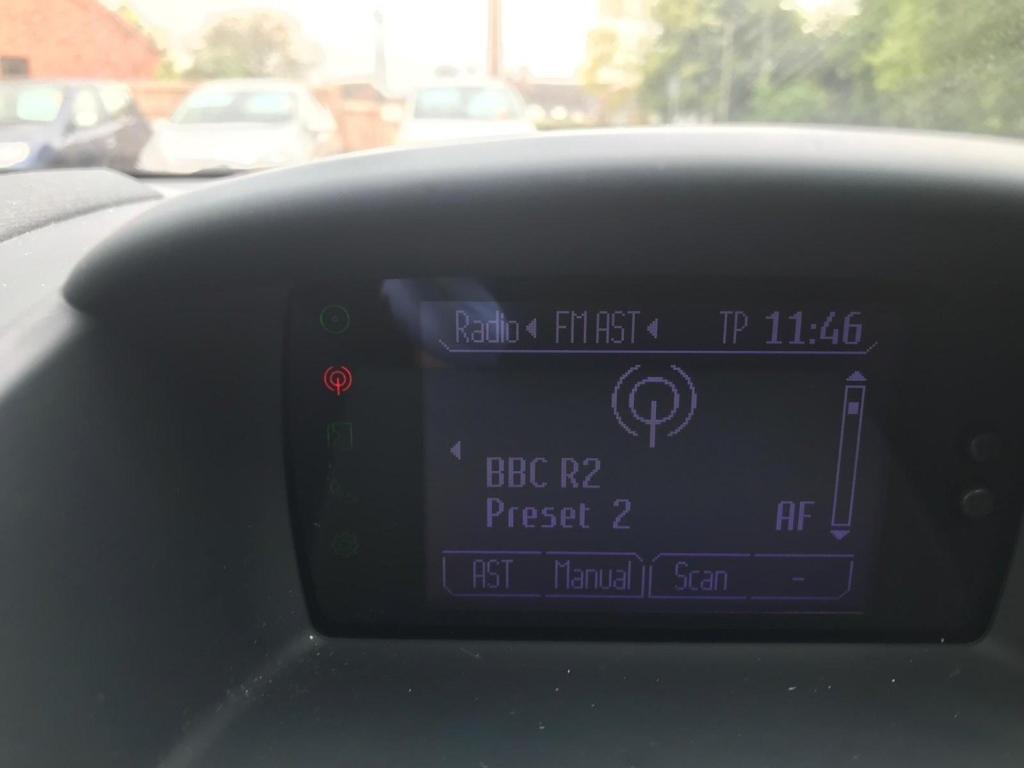 Radio FM AST TP 11:46
BBC R2
Preset 2 AF
AST Manual Scan -